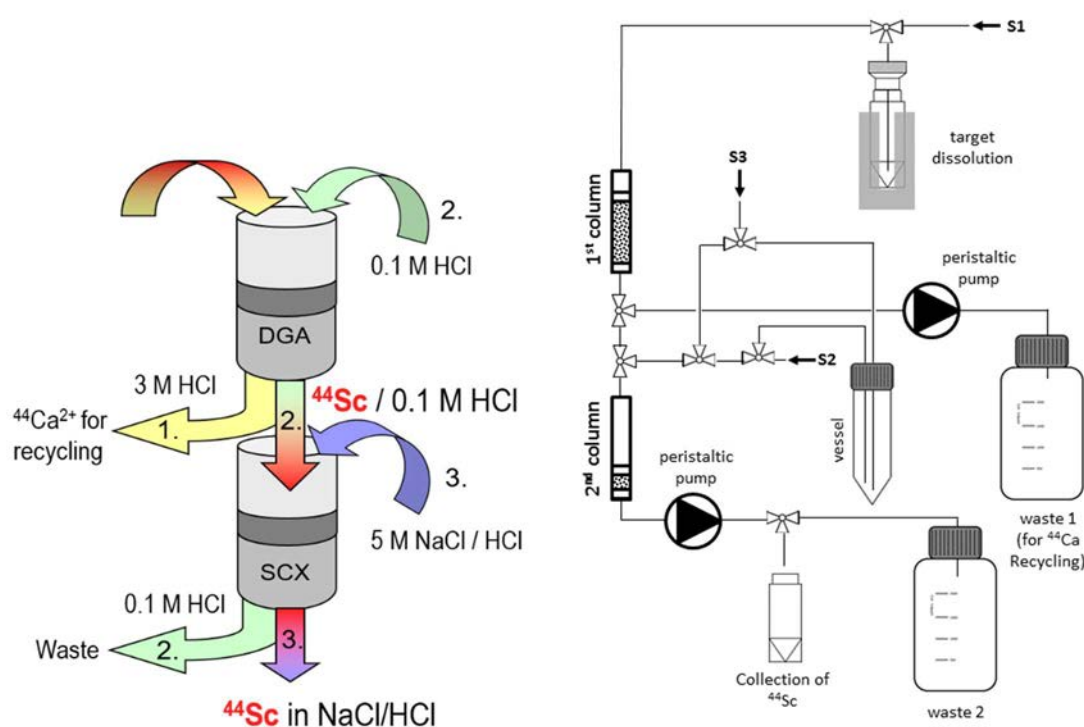 2.
0.1 M HCl
DGA
3 M HCl
⁴⁴Sc / 0.1 M HCl
⁴⁴Ca²⁺ for
recycling
1.
2.
3.
5 M NaCl / HCl
SCX
0.1 M HCl
Waste
2.
3.
⁴⁴Sc in NaCl/HCl
S1
target
dissolution
S3
1ˢᵗ column
peristaltic
pump
S2
2ⁿᵈ column
peristaltic
pump
vessel
waste 1
(for ⁴⁴Ca
Recycling)
Collection of
⁴⁴Sc
waste 2